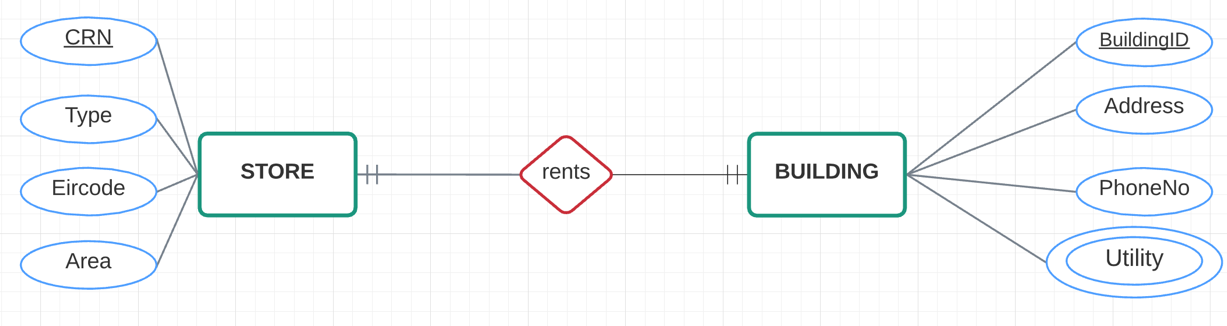 CRN
Type
Eircode
Area
STORE
rents
BUILDING
BuildingID
Address
PhoneNo
Utility